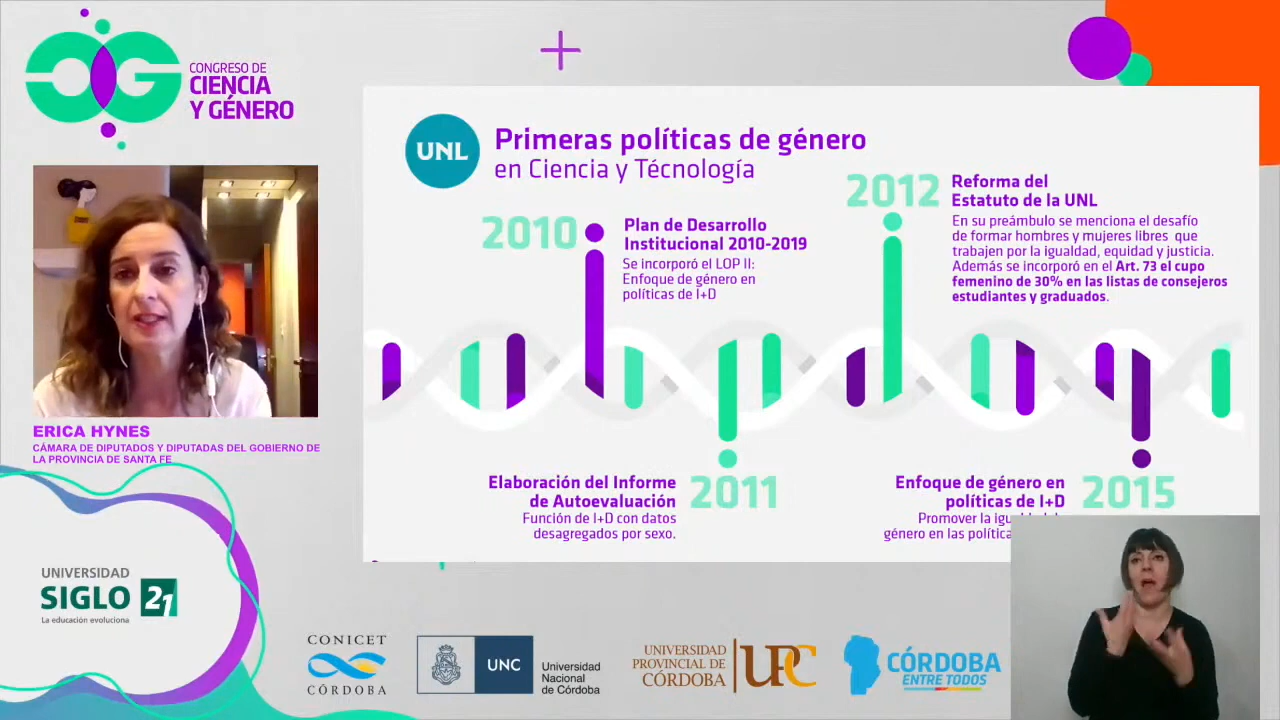 CONGRESO DE
CIENCIA
Y GÉNERO
ERICA HYNES
CÁMARA DE DIPUTADOS Y DIPUTADAS DEL GOBIERNO DE
LA PROVINCIA DE SANTA FE
UNL
Primeras políticas de género
en Ciencia y Técnología
2010
Plan de Desarrollo
Institucional 2010-2019
Se incorporó el LOP II:
Enfoque de género en
políticas de I+D
2012
Reforma del
Estatuto de la UNL
En su preámbulo se menciona el desafío
de formar hombres y mujeres libres que
trabajen por la igualdad, equidad y justicia.
Además se incorporó en el Art. 73 el cupo
femenino de 30% en las listas de consejeros
estudiantes y graduados.
Elaboración del Informe
de Autoevaluación
Función de I+D con datos
desagregados por sexo.
2011
Enfoque de género en
políticas de I+D
Promover la
género en las
2015
UNIVERSIDAD
SIGLO 21
La educación evoluciona
CONICET
CÓRDOBA
UNC
Universidad
Nacional
de Córdoba
UNIVERSIDAD
PROVINCIAL DE
CÓRDOBA
UPC
CÓRDOBA
ENTRE TODOS